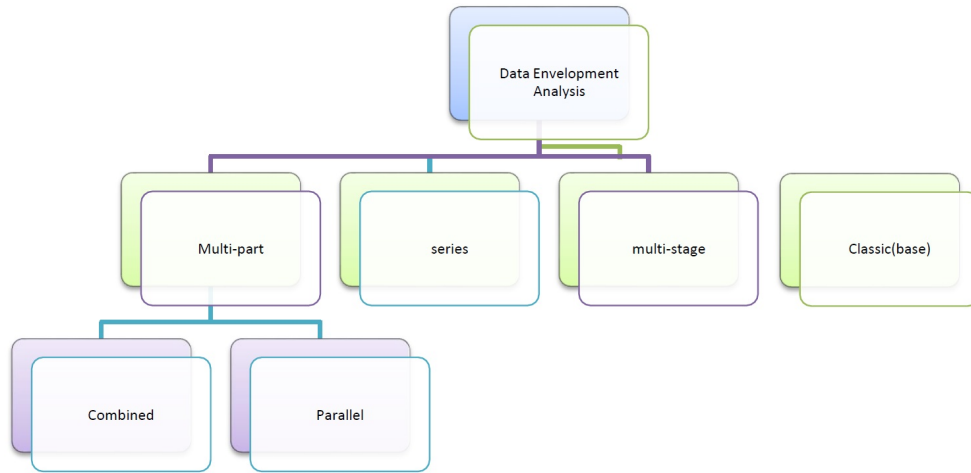 Data Envelopment
Analysis
Multi-part
series
multi-stage
Classic(base)
Combined
Parallel